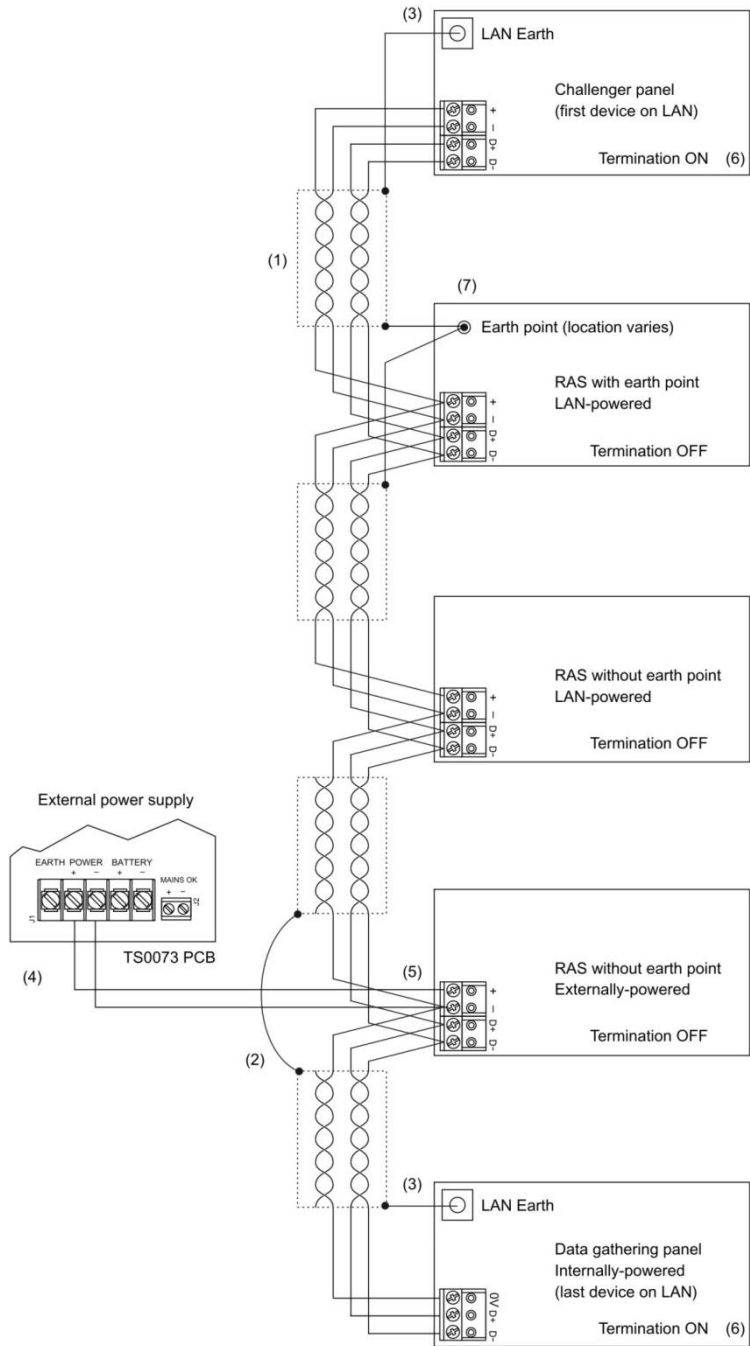 (3)
LAN Earth
Challenger panel
(first device on LAN)
+
–
D+
D-
Termination ON (6)
(1)
(7)
Earth point (location varies)
RAS with earth point
LAN-powered
+
–
D+
D-
Termination OFF
RAS without earth point
LAN-powered
+
–
D+
D-
Termination OFF
External power supply
EARTH POWER BATTERY
+ – + –
MAINS OK
+ –
J1
J2
TS0073 PCB
(4)
(5)
RAS without earth point
Externally-powered
+
–
D+
D-
Termination OFF
(2)
(3)
LAN Earth
Data gathering panel
Internally-powered
(last device on LAN)
0V
D+
D-
Termination ON (6)